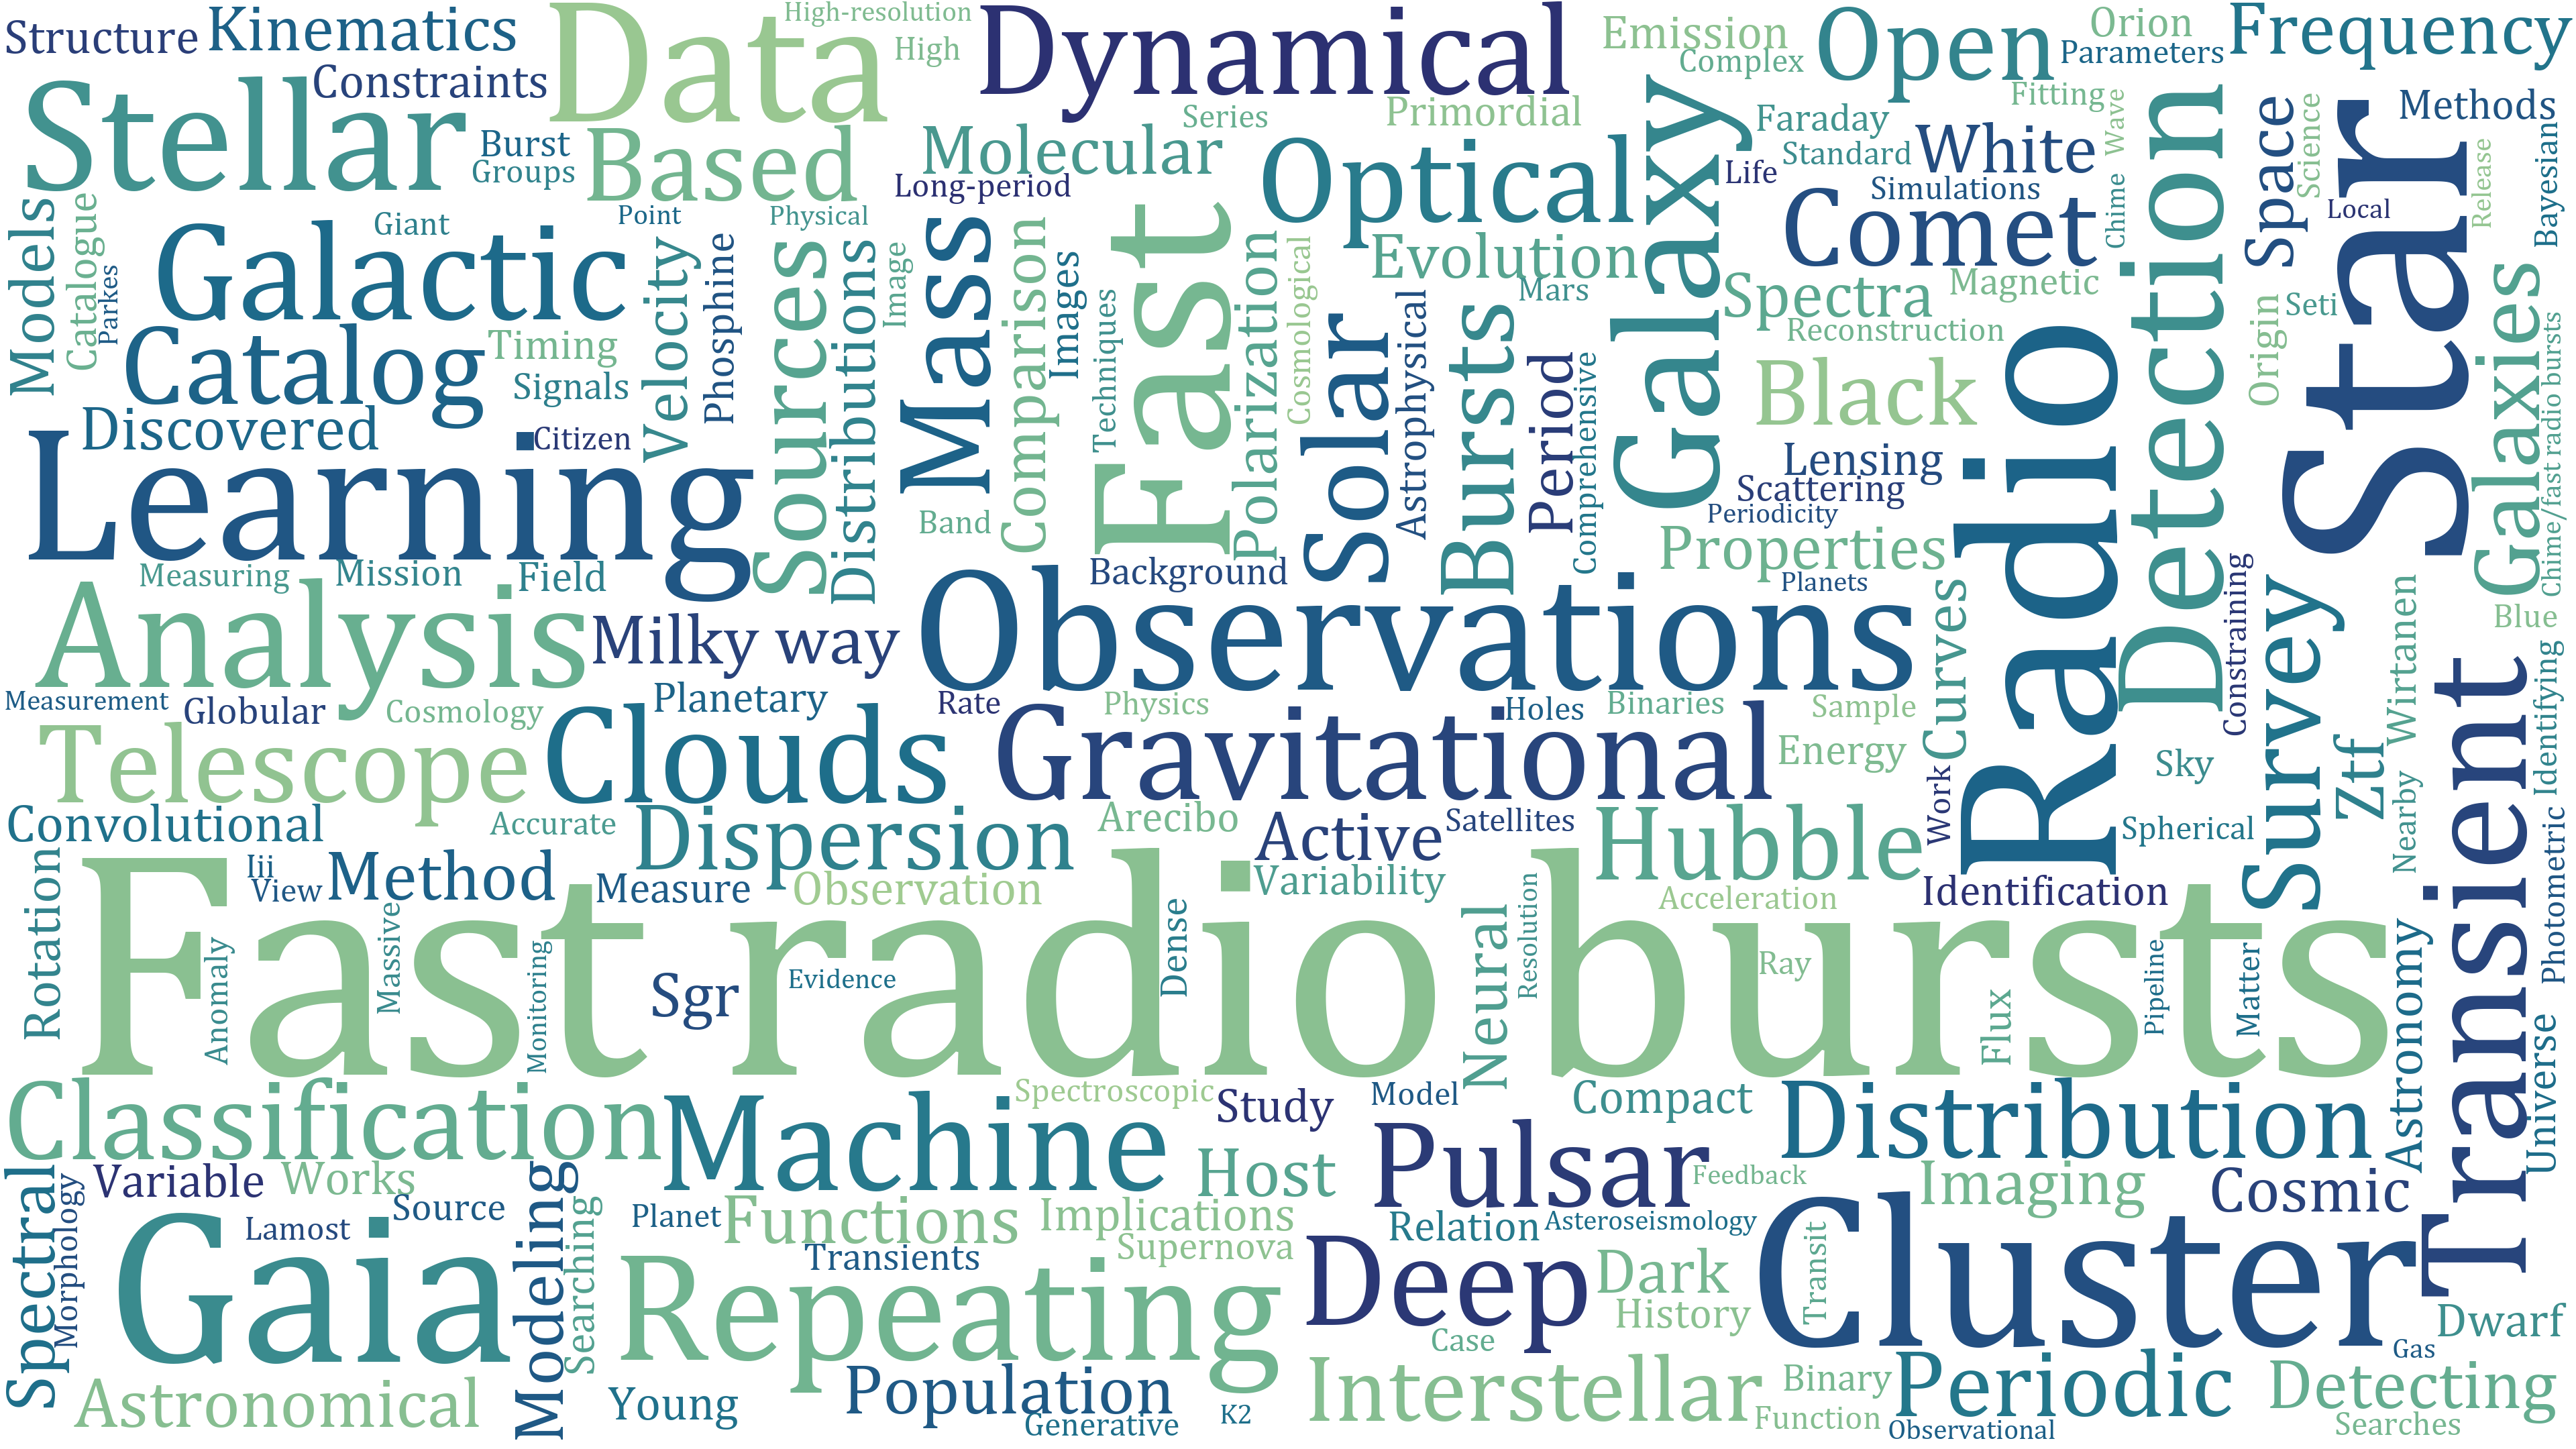 Structure
Kinematics
Data
High-resolution
High
Dynamical
Emission
Complex
Open
Orion
Parameters
Frequency
Stellar
Constraints
Burst
Groups
Based
Molecular
Series
Primordial
Optical
Galaxy
Faraday
Fitting
Standard
White
Chime
Wave
Detection
Space
Science
Methods
Star
Release
Bayesian
Local
Models
Catalogue
Parkes
Giant
Galactic
Point
Physical
Long-period
Life
Simulations
Comet
Evolution
Mars
Spectra
Magnetic
Reconstruction
Origin
Seti
Galaxies
Chime/fast radio bursts
Catalog
Timing
Signals
Velocity
Phosphine
Sources
Distributions
Image
Mass
Comparison
Images
Techniques
Fast
Polarization
Cosmological
Solar
Astrophysical
Bursts
Period
Comprehensive
Black
Lensing
Scattering
Periodicity
Properties
Planets
Radio
Discovered
Citizen
Learning
Band
Background
Measuring
Mission
Field
Analysis
Milky way
Observations
Curves
Survey
Constraining
Blue
Wirtanen
Identifying
Measurement
Globular
Cosmology
Planetary
Rate
Physics
Holes
Binaries
Sample
Telescope
Clouds
Gravitational
Energy
Sky
Ztf
Nearby
Transient
Photometric
Convolutional
Accurate
Dispersion
Arecibo
Active
Satellites
Hubble
Work
Spherical
Rotation
Iii
View
Method
Measure
Observation
Variability
Acceleration
Identification
Fast radio bursts
Anomaly
Massive
Monitoring
Sgr
Evidence
Dense
Neural
Resolution
Ray
Flux
Pipeline
Matter
Astronomy
Universe
Classification
Machine
Spectroscopic
Study
Model
Compact
Distribution
Spectral
Morphology
Variable
Works
Source
Lamost
Modeling
Searching
Planet
Functions
Implications
Host
Pulsar
Feedback
Imaging
Cosmic
Gaia
Transients
Supernova
Relation
Asteroseismology
Repeating
Deep
Dark
History
Transit
Cluster
Dwarf
Case
Gas
Astronomical
Young
Population
Generative
K2
Interstellar
Binary
Function
Periodic
Observational
Detecting
Searches